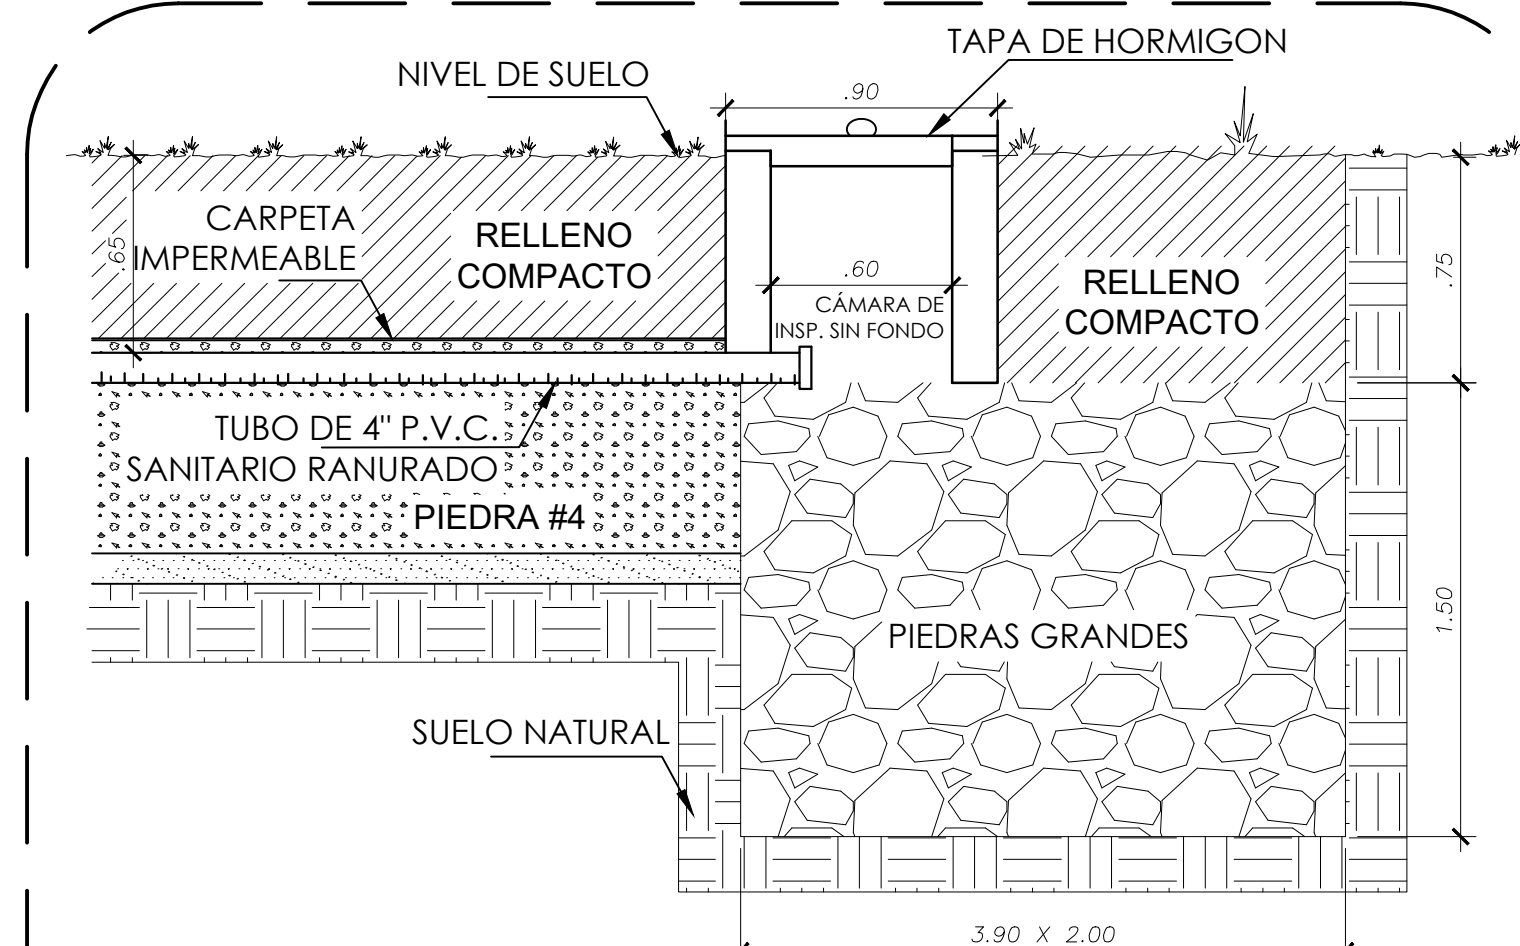 TAPA DE HORMIGON
NIVEL DE SUELO
.90
CARPETA
IMPERMEABLE
.65
RELLENO
COMPACTO
.60
CÁMARA DE
INSP. SIN FONDO
RELLENO
COMPACTO
.75
TUBO DE 4" P.V.C.
SANITARIO RANURADO
PIEDRA #4
PIEDRAS GRANDES
1.50
SUELO NATURAL
3.90 X 2.00